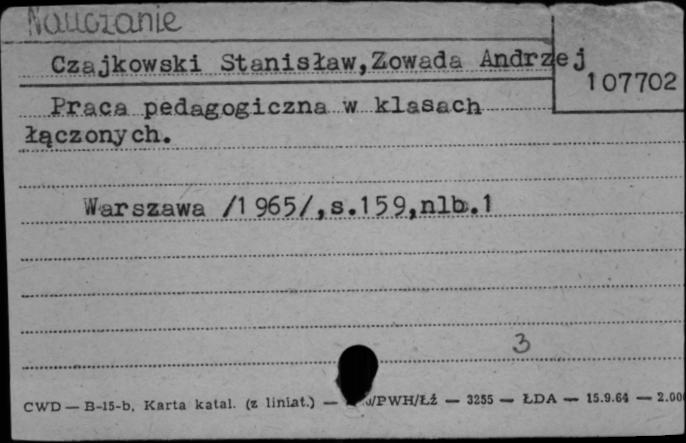 Nauczanie
Czajkowski Stanisław,Zowada Andrzej
107702
Praca pedagogiczna w klasach
łączonych.
Warszawa /1965/,s.159,nlb.1
3
CWD — B-15-b, Karta katal. (z liniat.) — /PWH/Łź — 3255 — ŁDA — 15.9.64 — 2.00